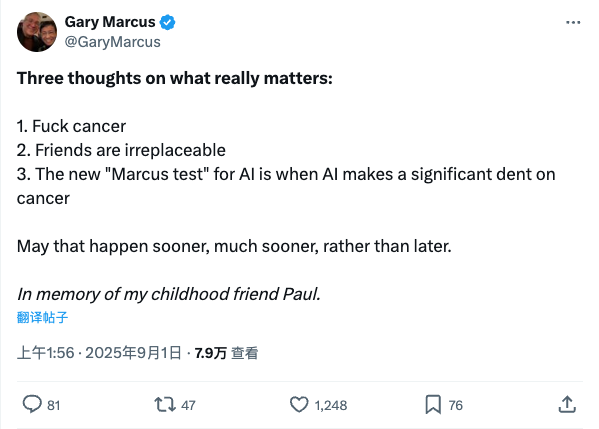 Gary Marcus
@GaryMarcus
Three thoughts on what really matters:
1. Fuck cancer
2. Friends are irreplaceable
3. The new "Marcus test" for AI is when AI makes a significant dent on
cancer
May that happen sooner, much sooner, rather than later.
In memory of my childhood friend Paul.
翻译帖子
上午1:56 · 2025年9月1日 · 7.9万 查看
81 47 1,248 76